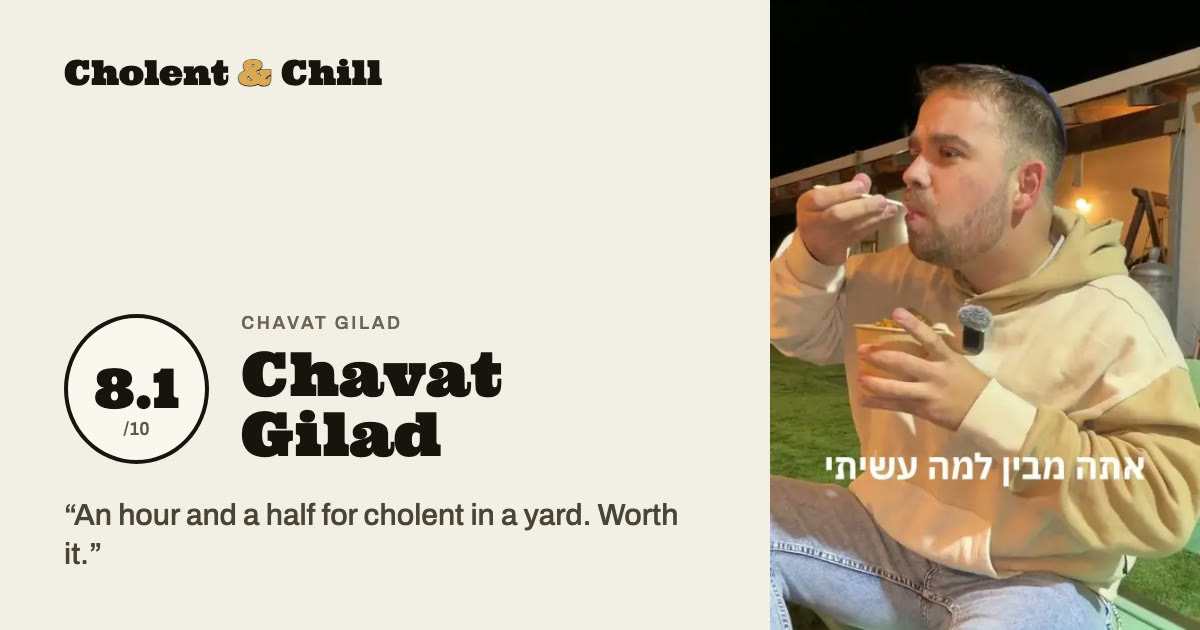 Cholent & Chill
8.1
/10
CHAVAT GILAD
Chavat
Gilad
“An hour and a half for cholent in a yard. Worth
it.”
אתה מבין למה עשיתי